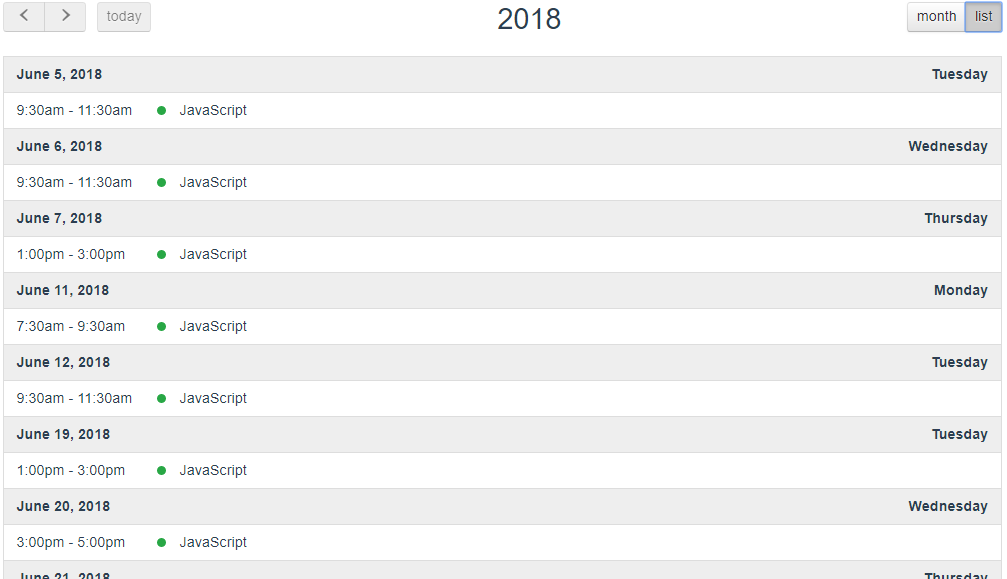 today
2018
month list
June 5, 2018 Tuesday
9:30am - 11:30am JavaScript
June 6, 2018 Wednesday
9:30am - 11:30am JavaScript
June 7, 2018 Thursday
1:00pm - 3:00pm JavaScript
June 11, 2018 Monday
7:30am - 9:30am JavaScript
June 12, 2018 Tuesday
9:30am - 11:30am JavaScript
June 19, 2018 Tuesday
1:00pm - 3:00pm JavaScript
June 20, 2018 Wednesday
3:00pm - 5:00pm JavaScript
June 21, 2018 Thursday